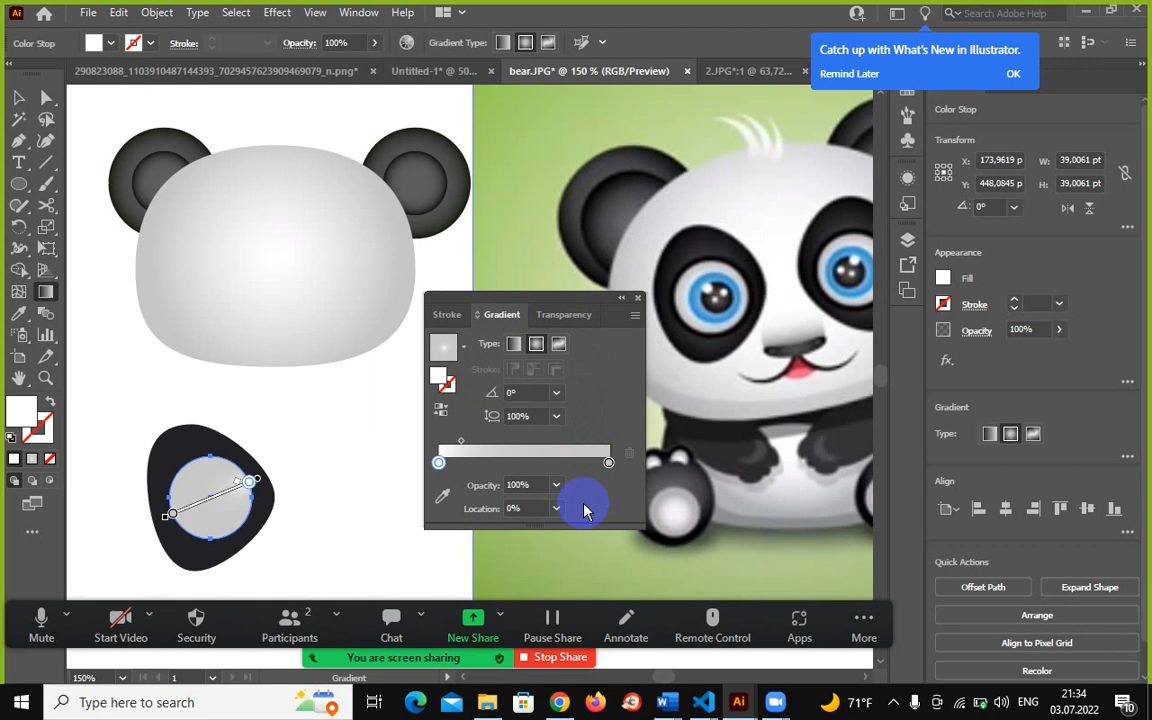 Ai File Edit Object Type Select Effect View Window Help Search Adobe Help
Color Stop Stroke: Opacity: 100% Gradient Type:
Catch up with What's New in Illustrator.
Remind Later OK
290823088_1103910487144393_7029457623909469079_n.png* × Untitled-1* @ 50... × bear.JPG* @ 150 % (RGB/Preview) × 2.JPG*:1 @ 63,72... ×
Color Stop
Transform
X: 173,9619 p W: 39,0061 pt
Y: 448,0845 p H: 39,0061 pt
0°
Appearance
Fill
Stroke
Opacity 100%
fx.
Gradient
Type:
Align
Quick Actions
Offset Path Expand Shape
Arrange
Align to Pixel Grid
Recolor
Stroke Gradient Transparency
Type:
Stroke:
0°
100%
Opacity: 100%
Location: 0%
2
Mute Start Video Security Participants Chat New Share Pause Share Annotate Remote Control Apps More
You are screen sharing Stop Share
150% 1 Gradient
Type here to search
71°F ENG 21:34
03.07.2022 10